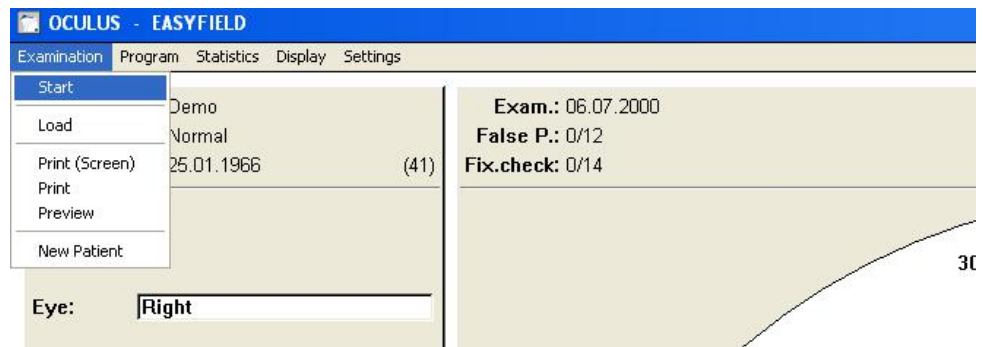 OCULUS - EASYFIELD
Examination Program Statistics Display Settings
Start
Load
Print (Screen)
Print
Preview
New Patient
Demo
Normal
25.01.1966 (41)
Eye: Right
Exam.: 06.07.2000
False P.: 0/12
Fix.check: 0/14
30